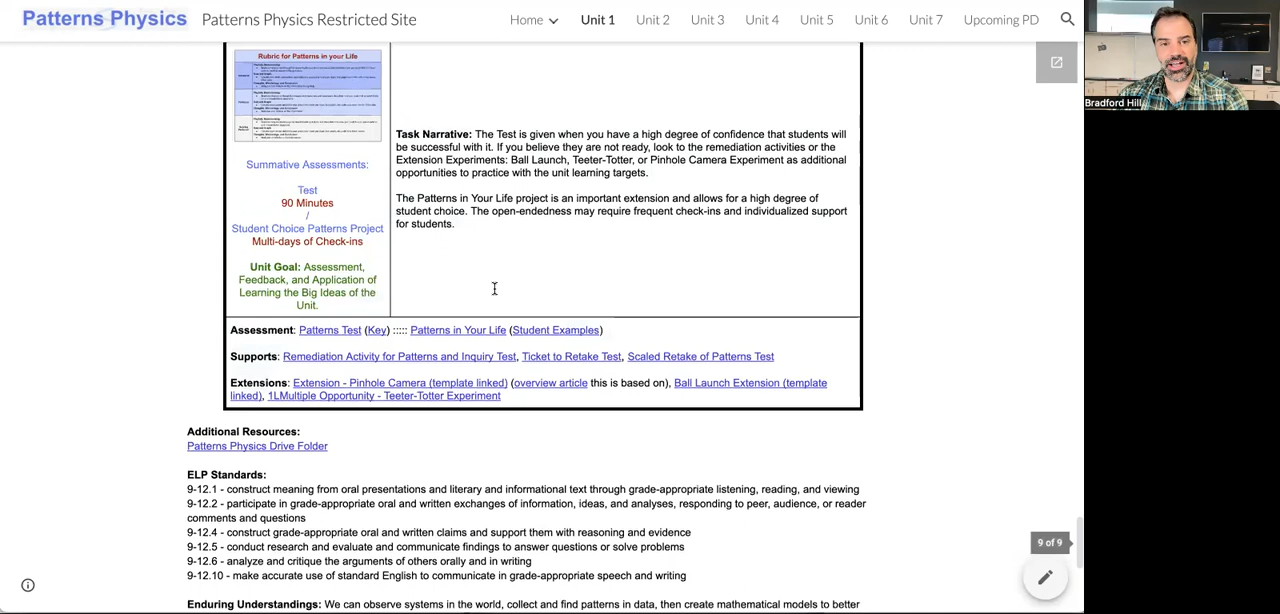 Patterns Physics
Patterns Physics Restricted Site
Home
Unit 1
Unit 2
Unit 3
Unit 4
Unit 5
Unit 6
Unit 7
Upcoming PD
Bradford Hill
Rubric for Patterns in your Life
Summative Assessments:
Test
90 Minutes
/
Student Choice Patterns Project
Multi-days of Check-ins
Unit Goal: Assessment,
Feedback, and Application of
Learning the Big Ideas of the
Unit.
Task Narrative: The Test is given when you have a high degree of confidence that students will
be successful with it. If you believe they are not ready, look to the remediation activities or the
Extension Experiments: Ball Launch, Teeter-Totter, or Pinhole Camera Experiment as additional
opportunities to practice with the unit learning targets.
The Patterns in Your Life project is an important extension and allows for a high degree of
student choice. The open-endedness may require frequent check-ins and individualized support
for students.
Assessment: Patterns Test (Key) ::::: Patterns in Your Life (Student Examples)
Supports: Remediation Activity for Patterns and Inquiry Test, Ticket to Retake Test, Scaled Retake of Patterns Test
Extensions: Extension - Pinhole Camera (template linked) (overview article this is based on), Ball Launch Extension (template
linked), 1LMultiple Opportunity - Teeter-Totter Experiment
Additional Resources:
Patterns Physics Drive Folder
ELP Standards:
9-12.1 - construct meaning from oral presentations and literary and informational text through grade-appropriate listening, reading, and viewing
9-12.2 - participate in grade-appropriate oral and written exchanges of information, ideas, and analyses, responding to peer, audience, or reader
comments and questions
9-12.4 - construct grade-appropriate oral and written claims and support them with reasoning and evidence
9-12.5 - conduct research and evaluate and communicate findings to answer questions or solve problems
9-12.6 - analyze and critique the arguments of others orally and in writing
9-12.10 - make accurate use of standard English to communicate in grade-appropriate speech and writing
9 of 9
Enduring Understandings: We can observe systems in the world, collect and find patterns in data, then create mathematical models to better